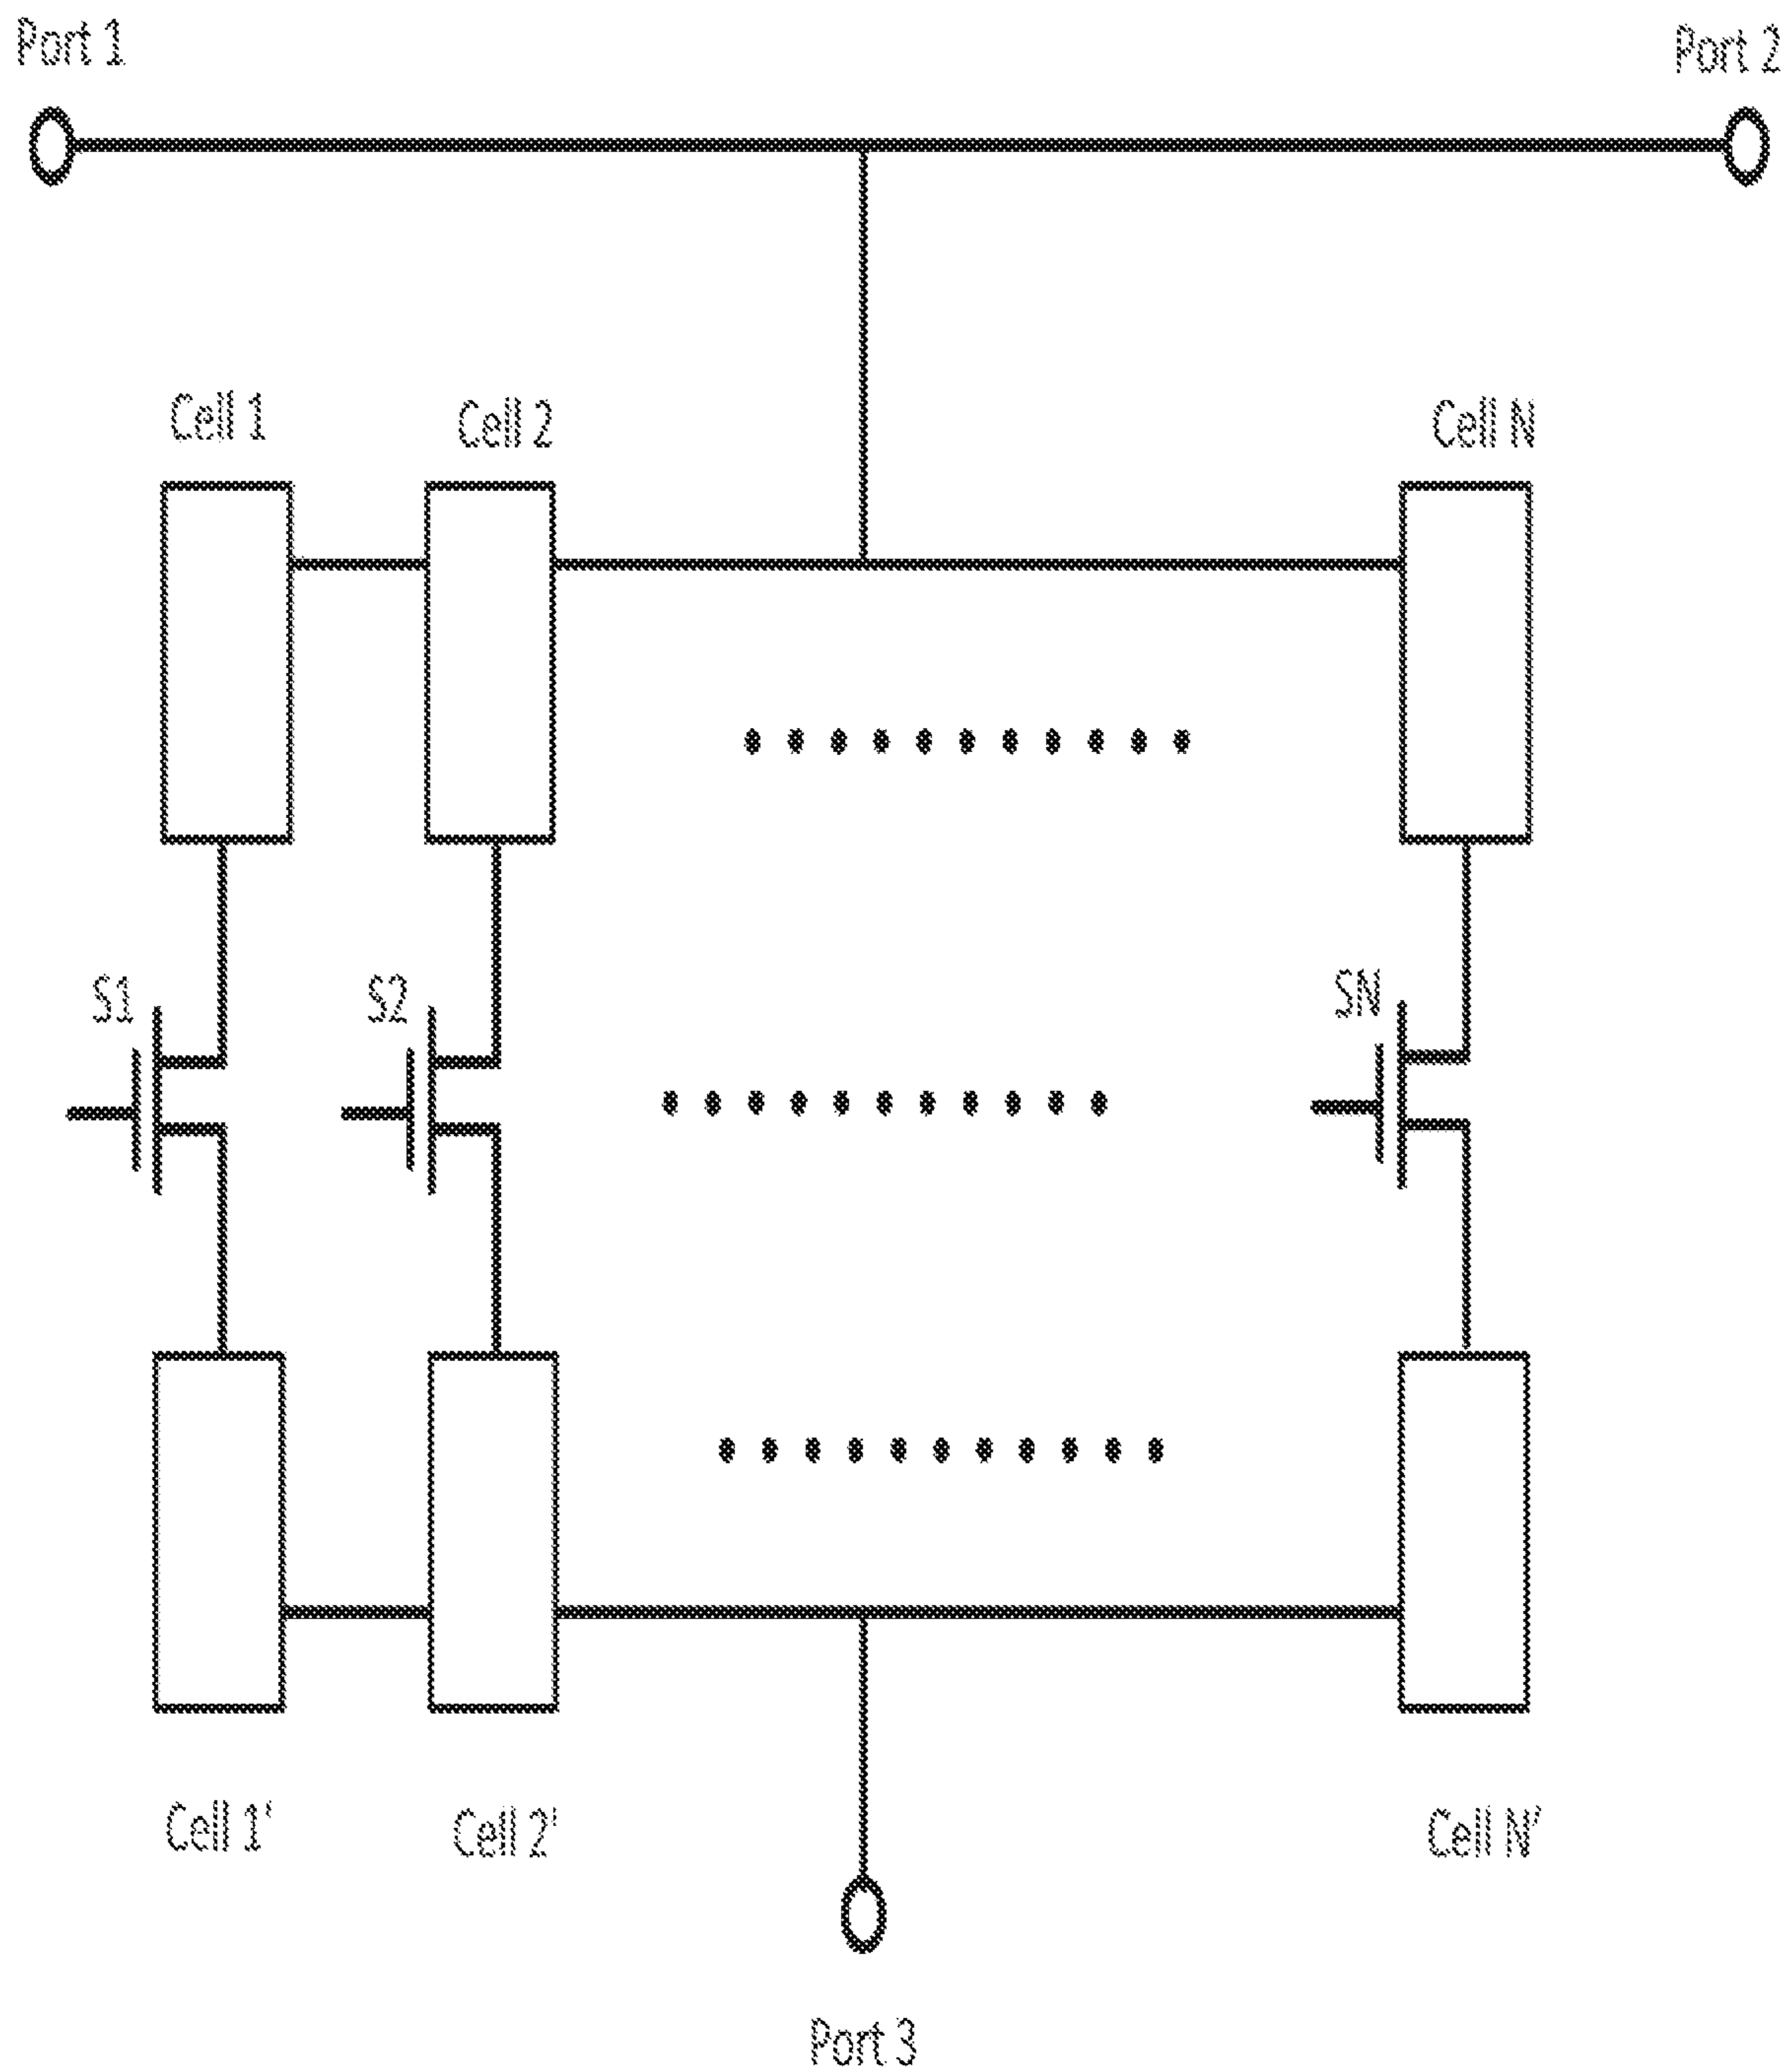 Port 1
Port 2
Cell 1
Cell 2
Cell N
S1
S2
SN
Cell 1'
Cell 2'
Cell N'
Port 3